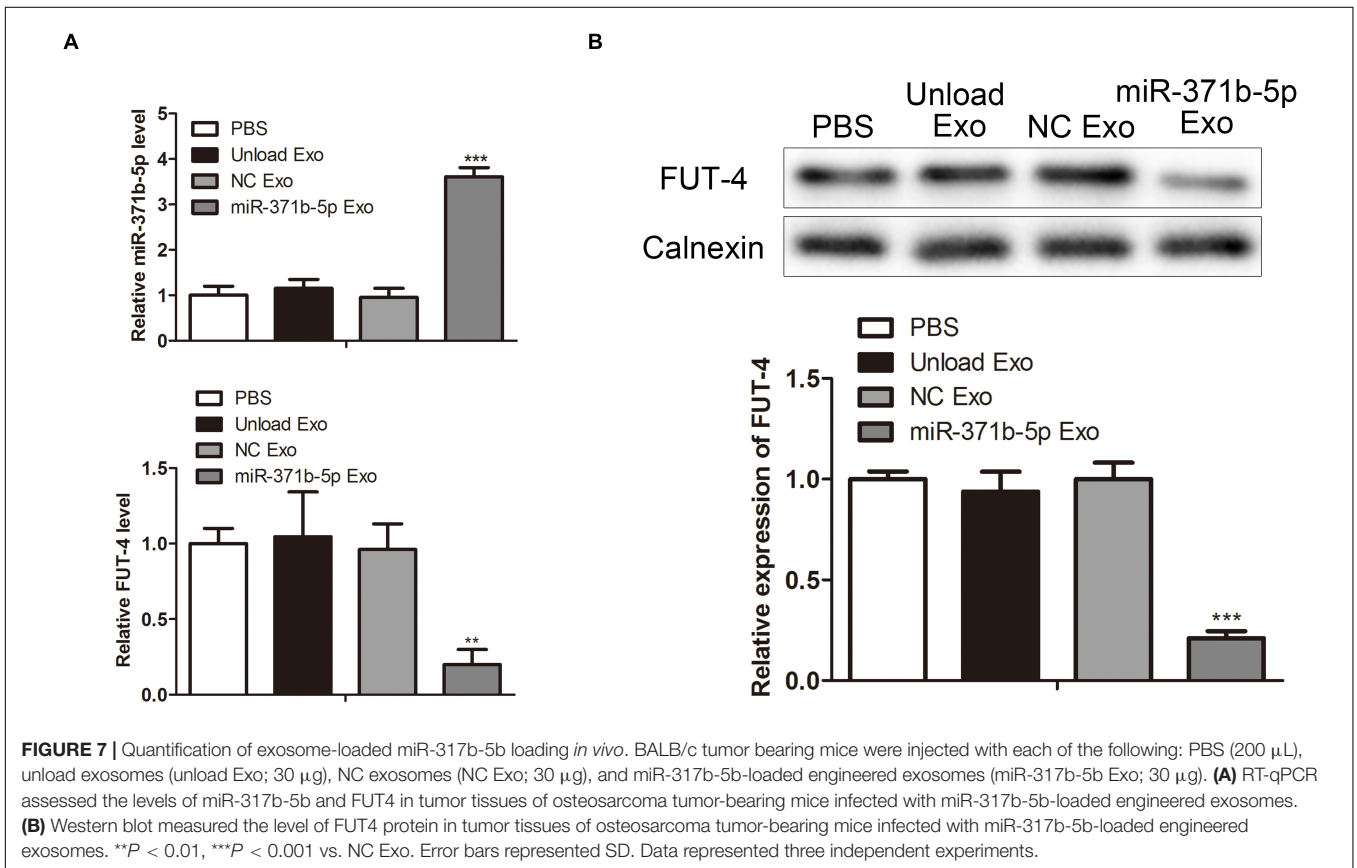 A
Relative miR-371b-5p level
5
4
3
2
1
0
PBS
Unload Exo
NC Exo
miR-371b-5p Exo
***
Relative FUT-4 level
1.5
1.0
0.5
0.0
PBS
Unload Exo
NC Exo
miR-371b-5p Exo
**
B
PBS
Unload
Exo
NC Exo
miR-371b-5p
Exo
FUT-4
Calnexin
Relative expression of FUT-4
1.5
1.0
0.5
0.0
PBS
Unload Exo
NC Exo
miR-371b-5p Exo
***
FIGURE 7 | Quantification of exosome-loaded miR-317b-5b loading in vivo. BALB/c tumor bearing mice were injected with each of the following: PBS (200 μL),
unload exosomes (unload Exo; 30 μg), NC exosomes (NC Exo; 30 μg), and miR-317b-5b-loaded engineered exosomes (miR-317b-5b Exo; 30 μg). (A) RT-qPCR
assessed the levels of miR-317b-5b and FUT4 in tumor tissues of osteosarcoma tumor-bearing mice infected with miR-317b-5b-loaded engineered exosomes.
(B) Western blot measured the level of FUT4 protein in tumor tissues of osteosarcoma tumor-bearing mice infected with miR-317b-5b-loaded engineered
exosomes. **P < 0.01, ***P < 0.001 vs. NC Exo. Error bars represented SD. Data represented three independent experiments.